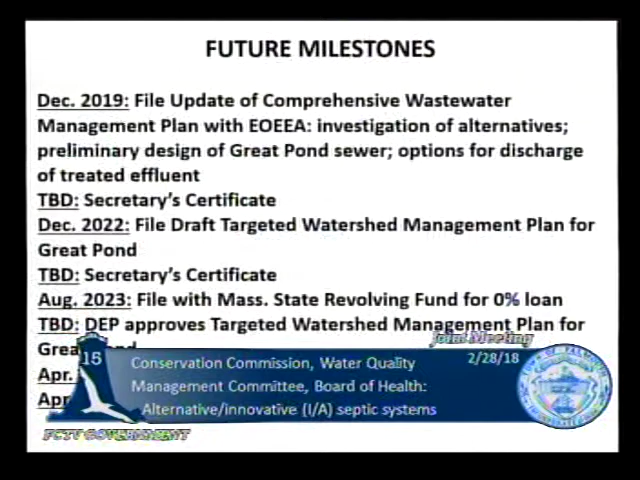 FUTURE MILESTONES
Dec. 2019: File Update of Comprehensive Wastewater
Management Plan with EOEEA: investigation of alternatives;
preliminary design of Great Pond sewer; options for discharge
of treated effluent
TBD: Secretary's Certificate
Dec. 2022: File Draft Targeted Watershed Management Plan for
Great Pond
TBD: Secretary's Certificate
Aug. 2023: File with Mass. State Revolving Fund for 0% loan
TBD: DEP approves Targeted Watershed Management Plan for
Joint Meeting
15
Conservation Commission, Water Quality
2/28/18
Management Committee, Board of Health:
Alternative/innovative (I/A) septic systems
Apr.
FCTV GOVERNMENT